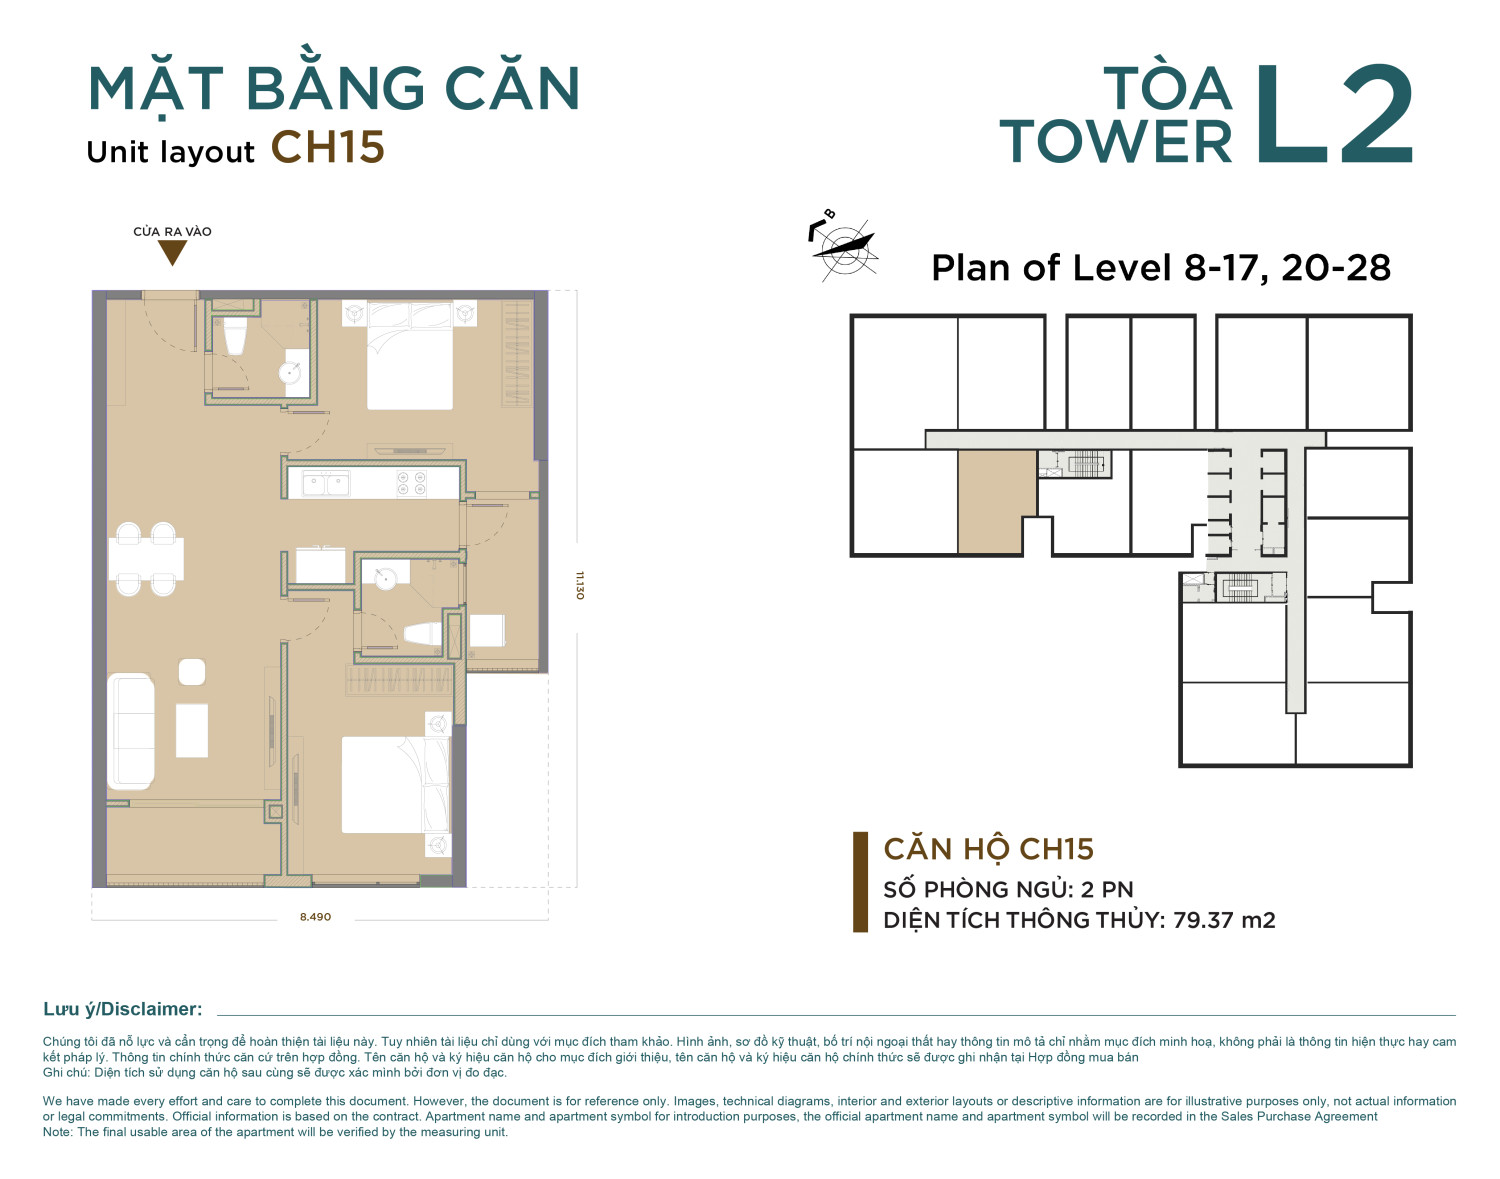 MẶT BẰNG CĂN
Unit layout CH15
TÒA
TOWER L2
CỬA RA VÀO
B
Plan of Level 8-17, 20-28
11.130
8.490
CĂN HỘ CH15
SỐ PHÒNG NGỦ: 2 PN
DIỆN TÍCH THÔNG THỦY: 79.37 m2
Lưu ý/Disclaimer:
Chúng tôi đã nỗ lực và cẩn trọng để hoàn thiện tài liệu này. Tuy nhiên tài liệu chỉ dùng với mục đích tham khảo. Hình ảnh, sơ đồ kỹ thuật, bố trí nội ngoại thất hay thông tin mô tả chỉ nhằm mục đích minh hoạ, không phải là thông tin hiện thực hay cam
kết pháp lý. Thông tin chính thức căn cứ trên hợp đồng. Tên căn hộ và ký hiệu căn hộ cho mục đích giới thiệu, tên căn hộ và ký hiệu căn hộ chính thức sẽ được ghi nhận tại Hợp đồng mua bán
Ghi chú: Diện tích sử dụng căn hộ sau cùng sẽ được xác minh bởi đơn vị đo đạc.
We have made every effort and care to complete this document. However, the document is for reference only. Images, technical diagrams, interior and exterior layouts or descriptive information are for illustrative purposes only, not actual information
or legal commitments. Official information is based on the contract. Apartment name and apartment symbol for introduction purposes, the official apartment name and apartment symbol will be recorded in the Sales Purchase Agreement
Note: The final usable area of the apartment will be verified by the measuring unit.